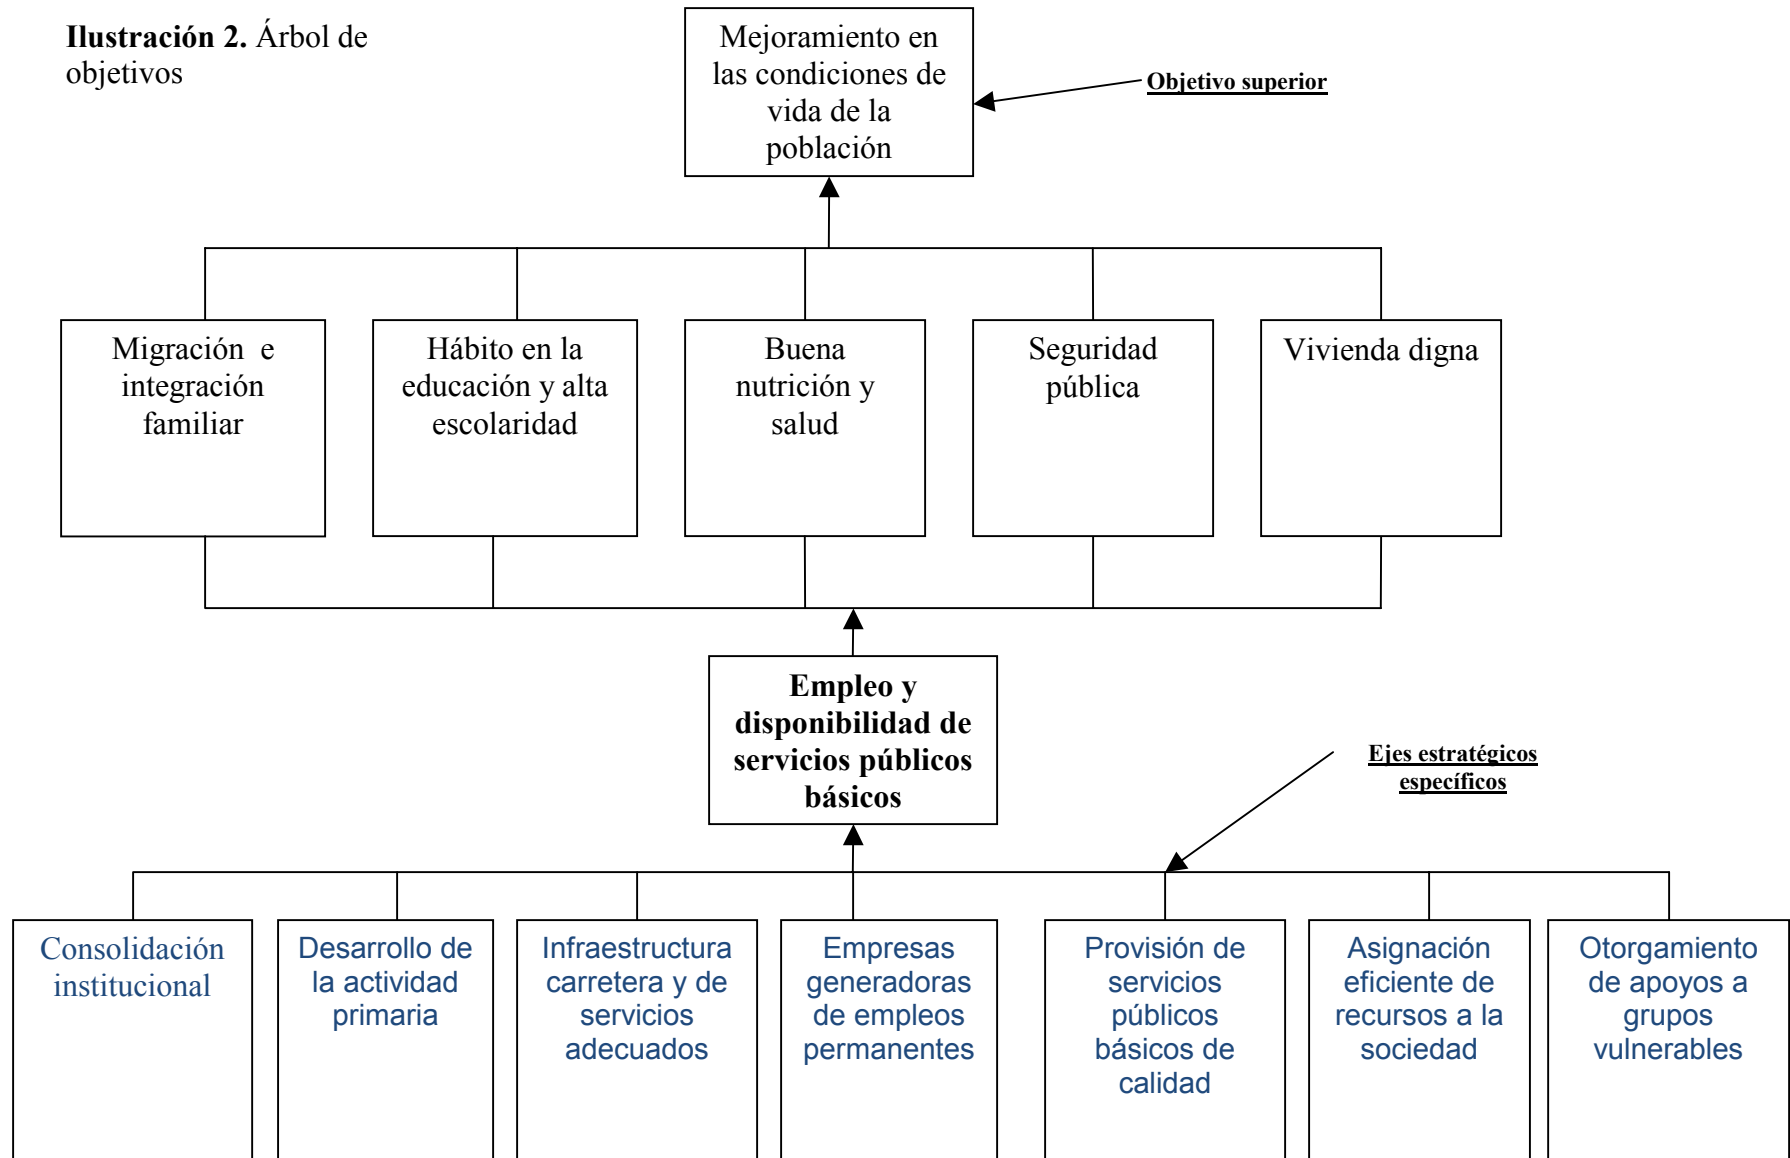 Ilustración 2. Árbol de
objetivos
Mejoramiento en
las condiciones de
vida de la
población
Objetivo superior
Migración e
integración
familiar
Hábito en la
educación y alta
escolaridad
Buena
nutrición y
salud
Seguridad
pública
Vivienda digna
Empleo y
disponibilidad de
servicios públicos
básicos
Ejes estratégicos
específicos
Consolidación
institucional
Desarrollo de
la actividad
primaria
Infraestructura
carretera y de
servicios
adecuados
Empresas
generadoras
de empleos
permanentes
Provisión de
servicios
públicos
básicos de
calidad
Asignación
eficiente de
recursos a la
sociedad
Otorgamiento
de apoyos a
grupos
vulnerables